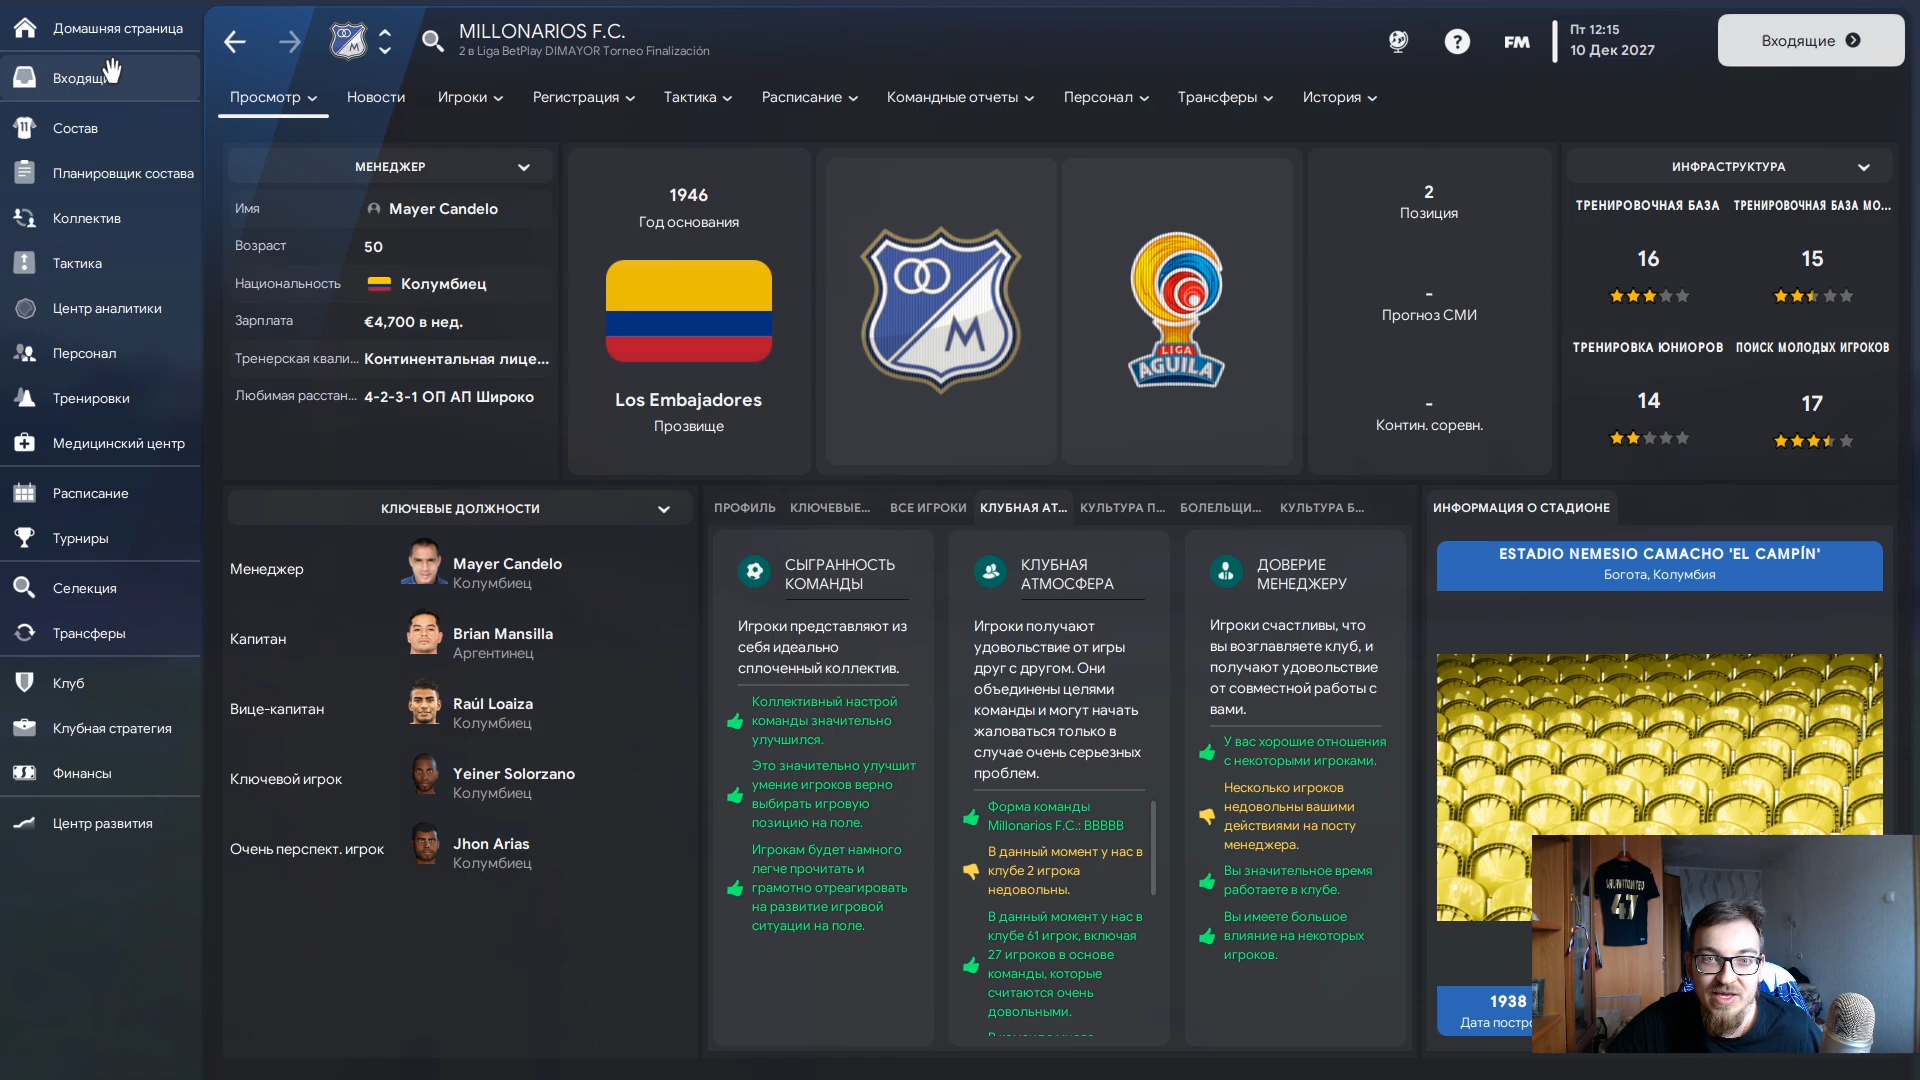 Домашняя страница
Входящи
Состав
Планировщик состава
Коллектив
Тактика
Центр аналитики
Персонал
Тренировки
Медицинский центр
Расписание
Турниры
Селекция
Трансферы
Клуб
Клубная стратегия
Финансы
Центр развития
MILLONARIOS F.C.
2 в Liga BetPlay DIMAYOR Torneo Finalización
?
FM
Пт 12:15
10 Дек 2027
Входящие
Просмотр
Новости
Игроки
Регистрация
Тактика
Расписание
Командные отчеты
Персонал
Трансферы
История
МЕНЕДЖЕР
Имя Mayer Candelo
Возраст 50
Национальность Колумбиец
Зарплата €4,700 в нед.
Тренерская квали... Континентальная лице...
Любимая расстан... 4-2-3-1 ОП АП Широко
1946
Год основания
Los Embajadores
Прозвище
M
LIGA
AGUILA
2
Позиция
-
Прогноз СМИ
-
Контин. соревн.
ИНФРАСТРУКТУРА
ТРЕНИРОВОЧНАЯ БАЗА
16
ТРЕНИРОВОЧНАЯ БАЗА МО...
15
ТРЕНИРОВКА ЮНИОРОВ
14
ПОИСК МОЛОДЫХ ИГРОКОВ
17
КЛЮЧЕВЫЕ ДОЛЖНОСТИ
Менеджер
Mayer Candelo
Колумбиец
Капитан
Brian Mansilla
Аргентинец
Вице-капитан
Raúl Loaiza
Колумбиец
Ключевой игрок
Yeiner Solorzano
Колумбиец
Очень перспект. игрок
Jhon Arias
Колумбиец
ПРОФИЛЬ
КЛЮЧЕВЫЕ...
ВСЕ ИГРОКИ
КЛУБНАЯ АТ...
КУЛЬТУРА П...
БОЛЕЛЬЩИ...
КУЛЬТУРА Б...
СЫГРАННОСТЬ
КОМАНДЫ
Игроки представляют из
себя идеально
сплоченный коллектив.
Коллективный настрой
команды значительно
улучшился.
Это значительно улучшит
умение игроков верно
выбирать игровую
позицию на поле.
Игрокам будет намного
легче прочитать и
грамотно отреагировать
на развитие игровой
ситуации на поле.
КЛУБНАЯ
АТМОСФЕРА
Игроки получают
удовольствие от игры
друг с другом. Они
объединены целями
команды и могут начать
жаловаться только в
случае очень серьезных
проблем.
Форма команды
Millonarios F.C.: ВВВВВ
В данный момент у нас в
клубе 2 игрока
недовольны.
В данный момент у нас в
клубе 61 игрок, включая
27 игроков в основе
команды, которые
считаются очень
довольными.
ДОВЕРИЕ
МЕНЕДЖЕРУ
Игроки счастливы, что
вы возглавляете клуб, и
получают удовольствие
от совместной работы с
вами.
У вас хорошие отношения
с некоторыми игроками.
Несколько игроков
недовольны вашими
действиями на посту
менеджера.
Вы значительное время
работаете в клубе.
Вы имеете большое
влияние на некоторых
игроков.
ИНФОРМАЦИЯ О СТАДИОНЕ
ESTADIO NEMESIO CAMACHO 'EL CAMPÍN'
Богота, Колумбия
1938
Дата постро
47